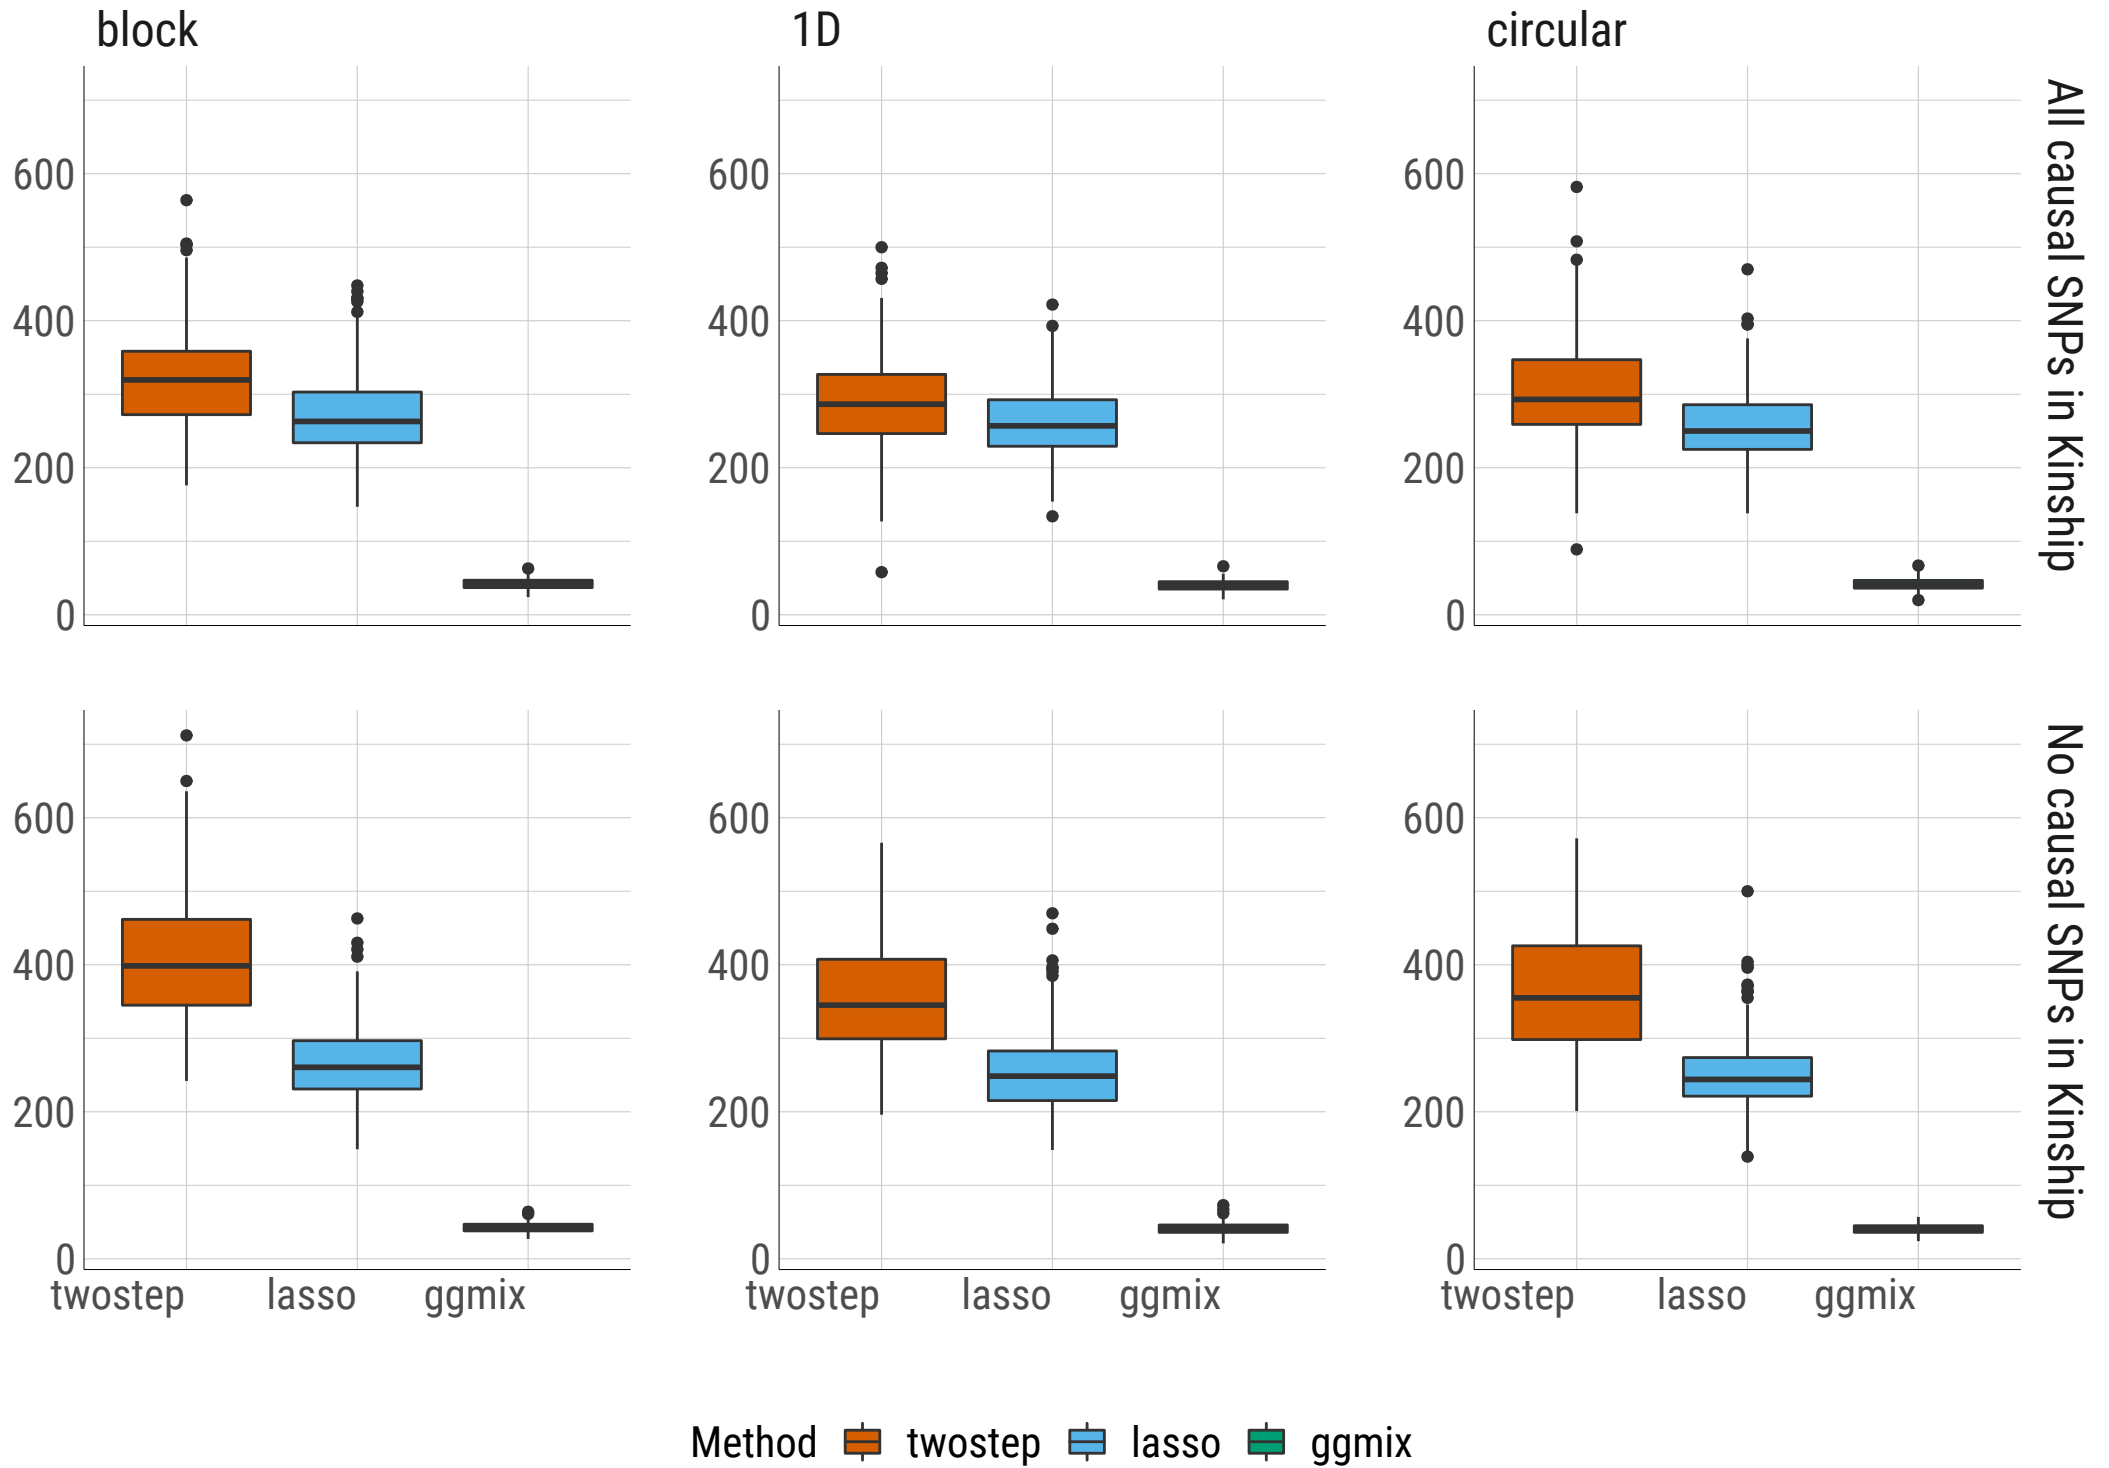 block 1D circular
600 600 600
400 400 400
200 200 200
0 0 0
All causal SNPs in Kinship
600 600 600
400 400 400
200 200 200
0 0 0
No causal SNPs in Kinship
twostep lasso ggmix twostep lasso ggmix twostep lasso ggmix
Method twostep lasso ggmix